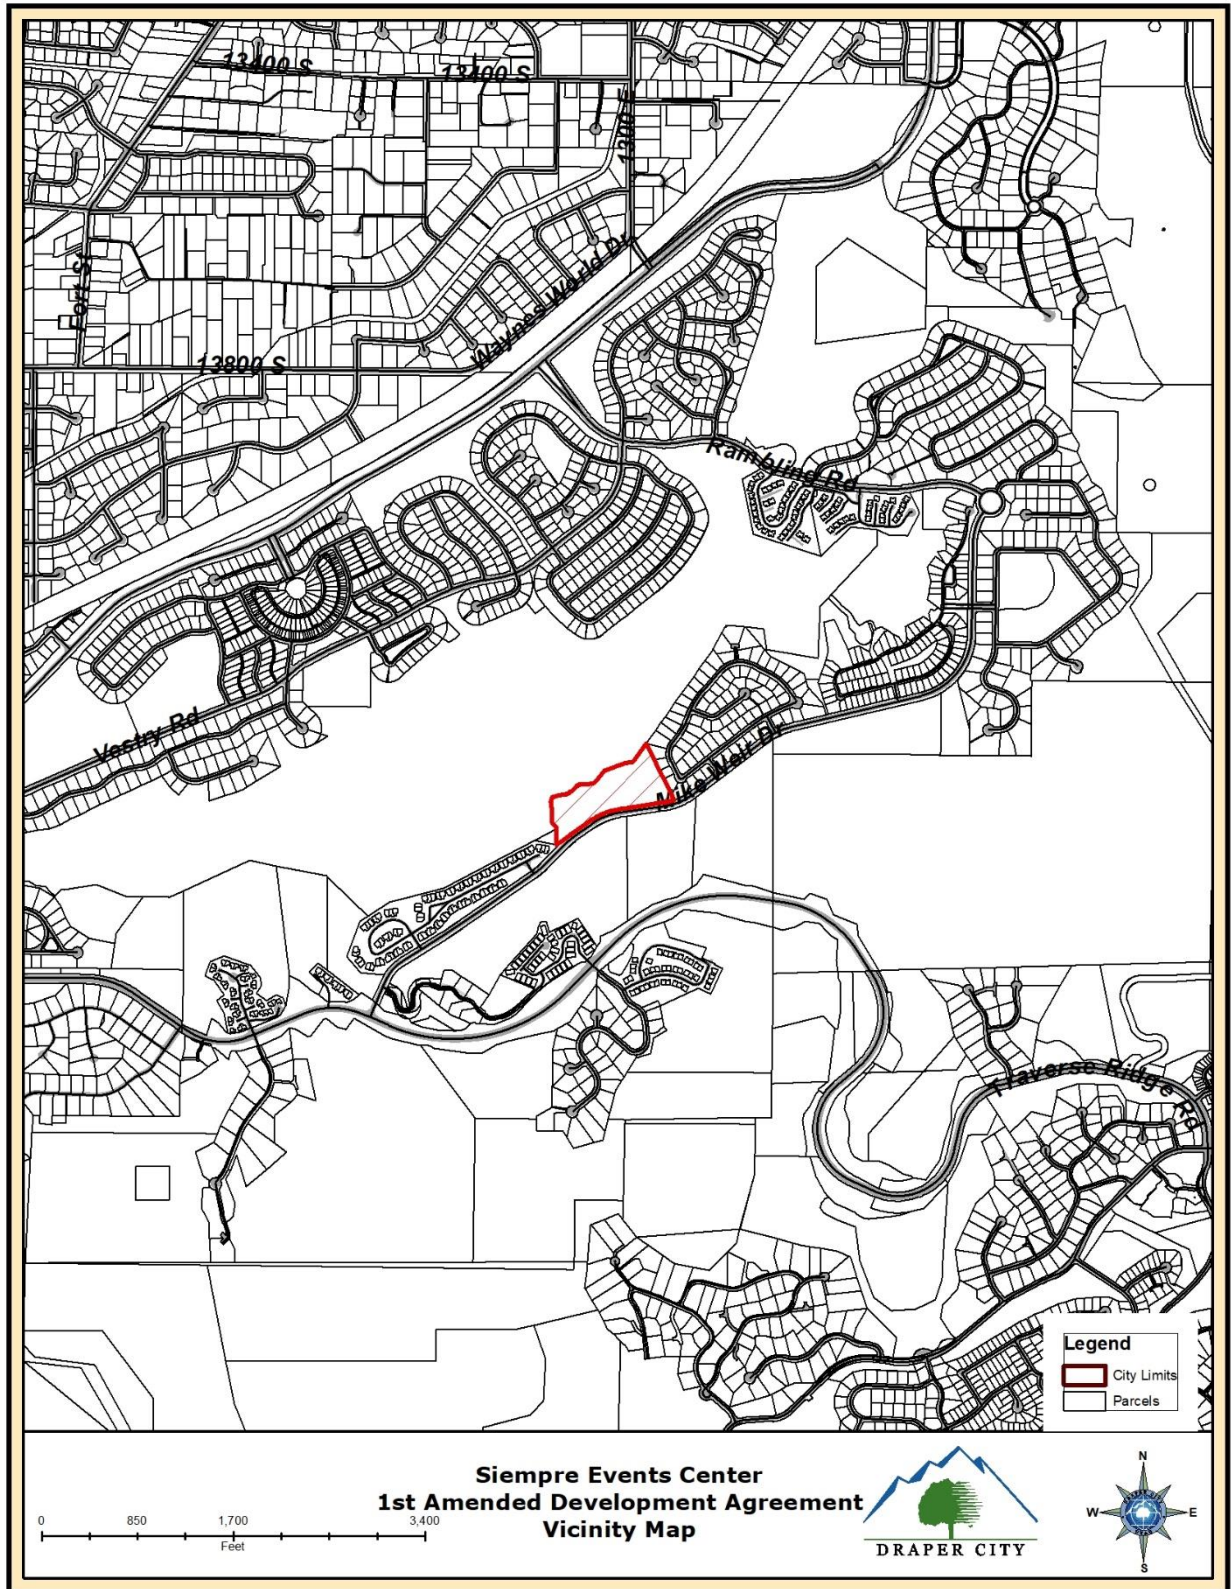 13400 S
13400 S
1300 E
Fort St
Waynes World Dr
13800 S
Rambling Rd
Vestry Rd
Mike Weir Dr
Traverse Ridge Rd
Legend
City Limits
Parcels
Siempre Events Center
1st Amended Development Agreement
Vicinity Map
0 850 1,700 3,400
Feet
DRAPER CITY
N
W E
S